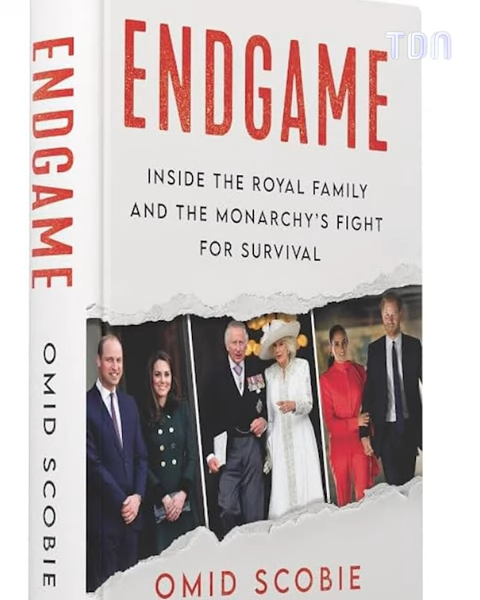 ENDGAME
TDN
INSIDE THE ROYAL FAMILY
AND THE MONARCHY'S FIGHT
FOR SURVIVAL
OMID SCOBIE
ENDGAME
OMID SCOBIE